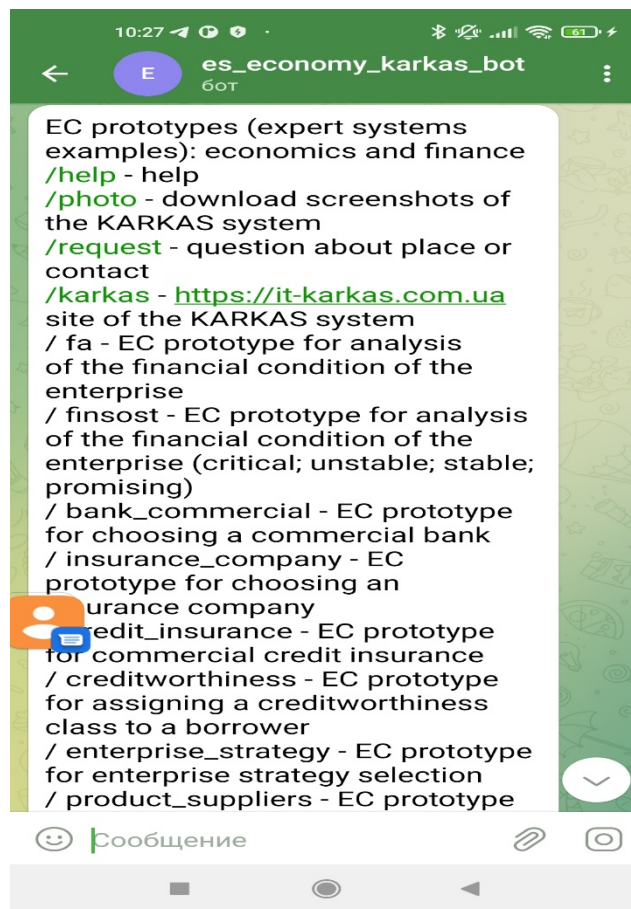 10:27
61
E
es_economy_karkas_bot
бот
EC prototypes (expert systems
examples): economics and finance
/help - help
/photo - download screenshots of
the KARKAS system
/request - question about place or
contact
/karkas - https://it-karkas.com.ua
site of the KARKAS system
/ fa - EC prototype for analysis
of the financial condition of the
enterprise
/ finsost - EC prototype for analysis
of the financial condition of the
enterprise (critical; unstable; stable;
promising)
/ bank_commercial - EC prototype
for choosing a commercial bank
/ insurance_company - EC
prototype for choosing an
urance company
redit_insurance - EC prototype
for commercial credit insurance
/ creditworthiness - EC prototype
for assigning a creditworthiness
class to a borrower
/ enterprise_strategy - EC prototype
for enterprise strategy selection
/ product_suppliers - EC prototype
Сообщение